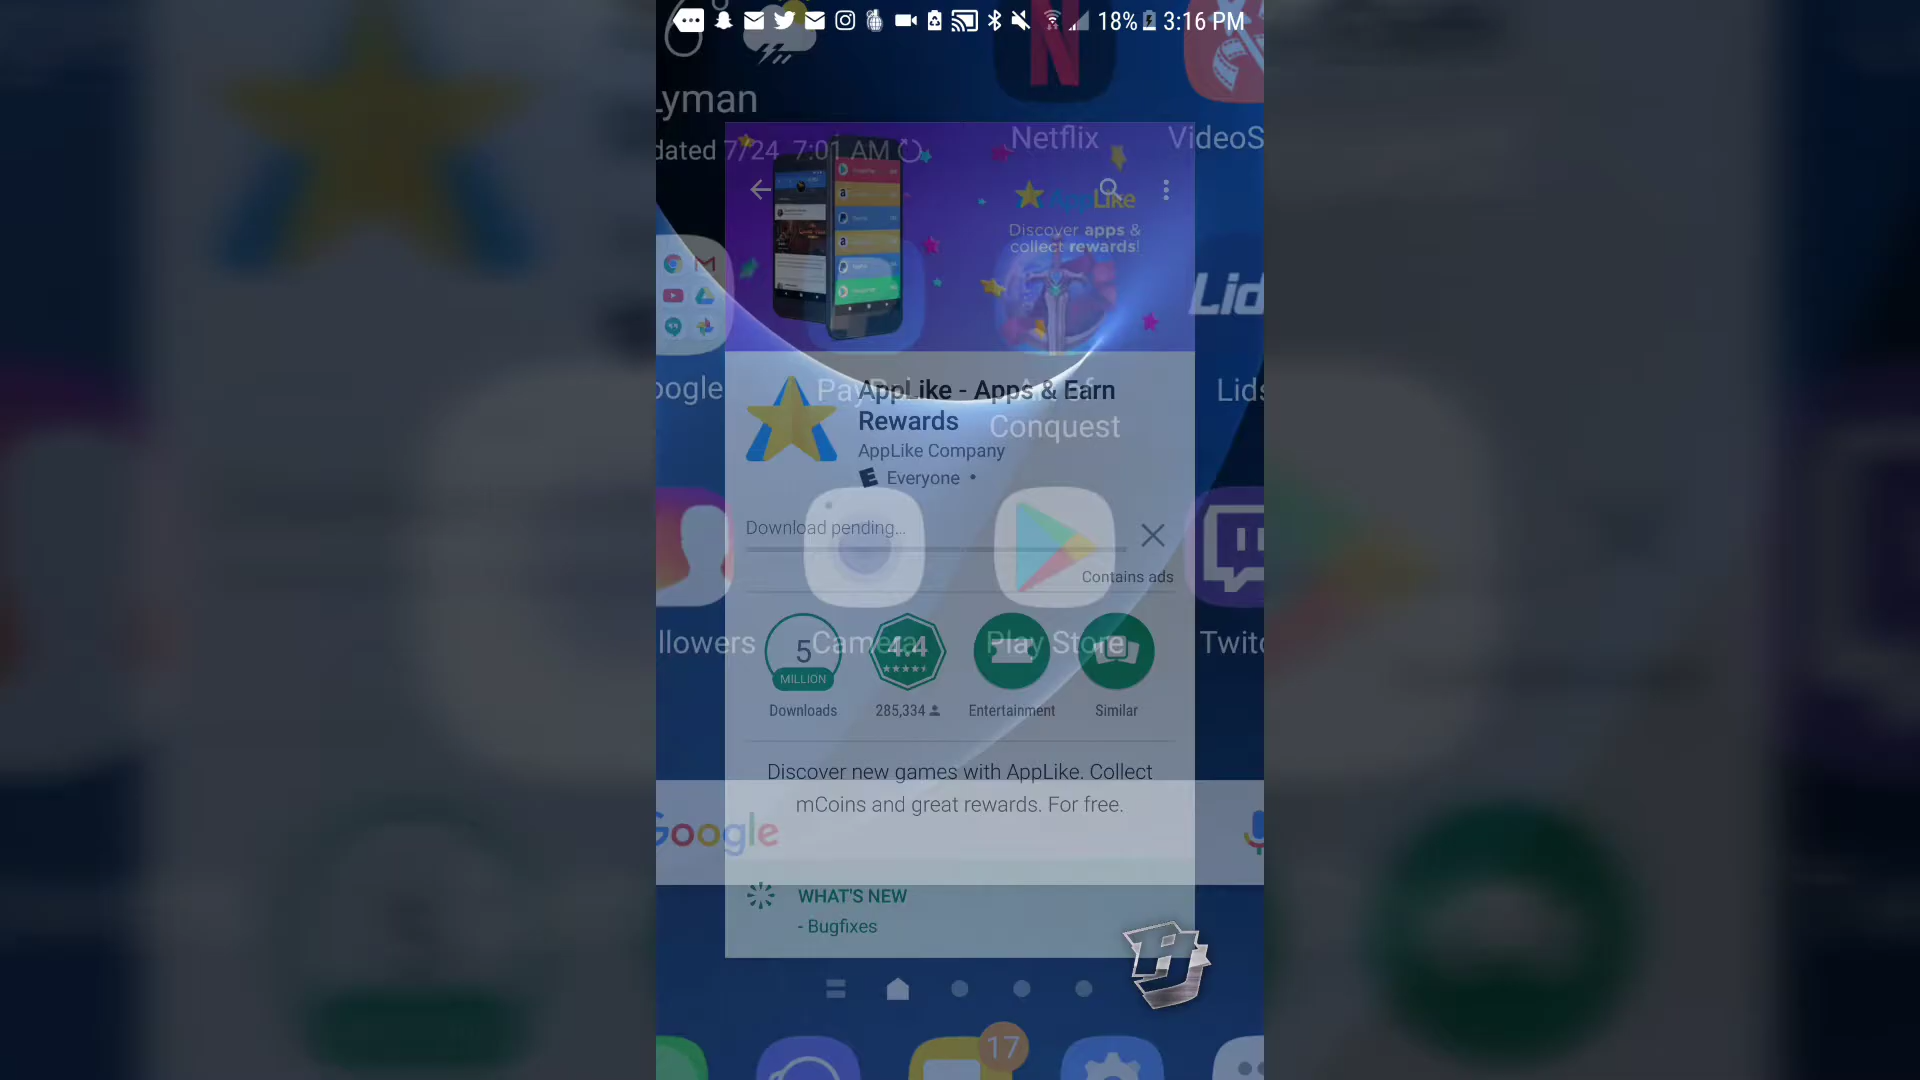 18% 3:16 PM
Lyman
dated 7/24 7:01 AM
Netflix
VideoS
AppLike
Discover apps &
collect rewards!
Lid
oogle
PayP
Conquest
Lids
AppLike - Apps & Earn
Rewards
AppLike Company
Everyone •
Download pending...
Contains ads
llowers
Camera
Play Store
Twitc
5
MILLION
4.4
Downloads
285,334
Entertainment
Similar
Discover new games with AppLike. Collect
mCoins and great rewards. For free.
Google
WHAT'S NEW
- Bugfixes
17